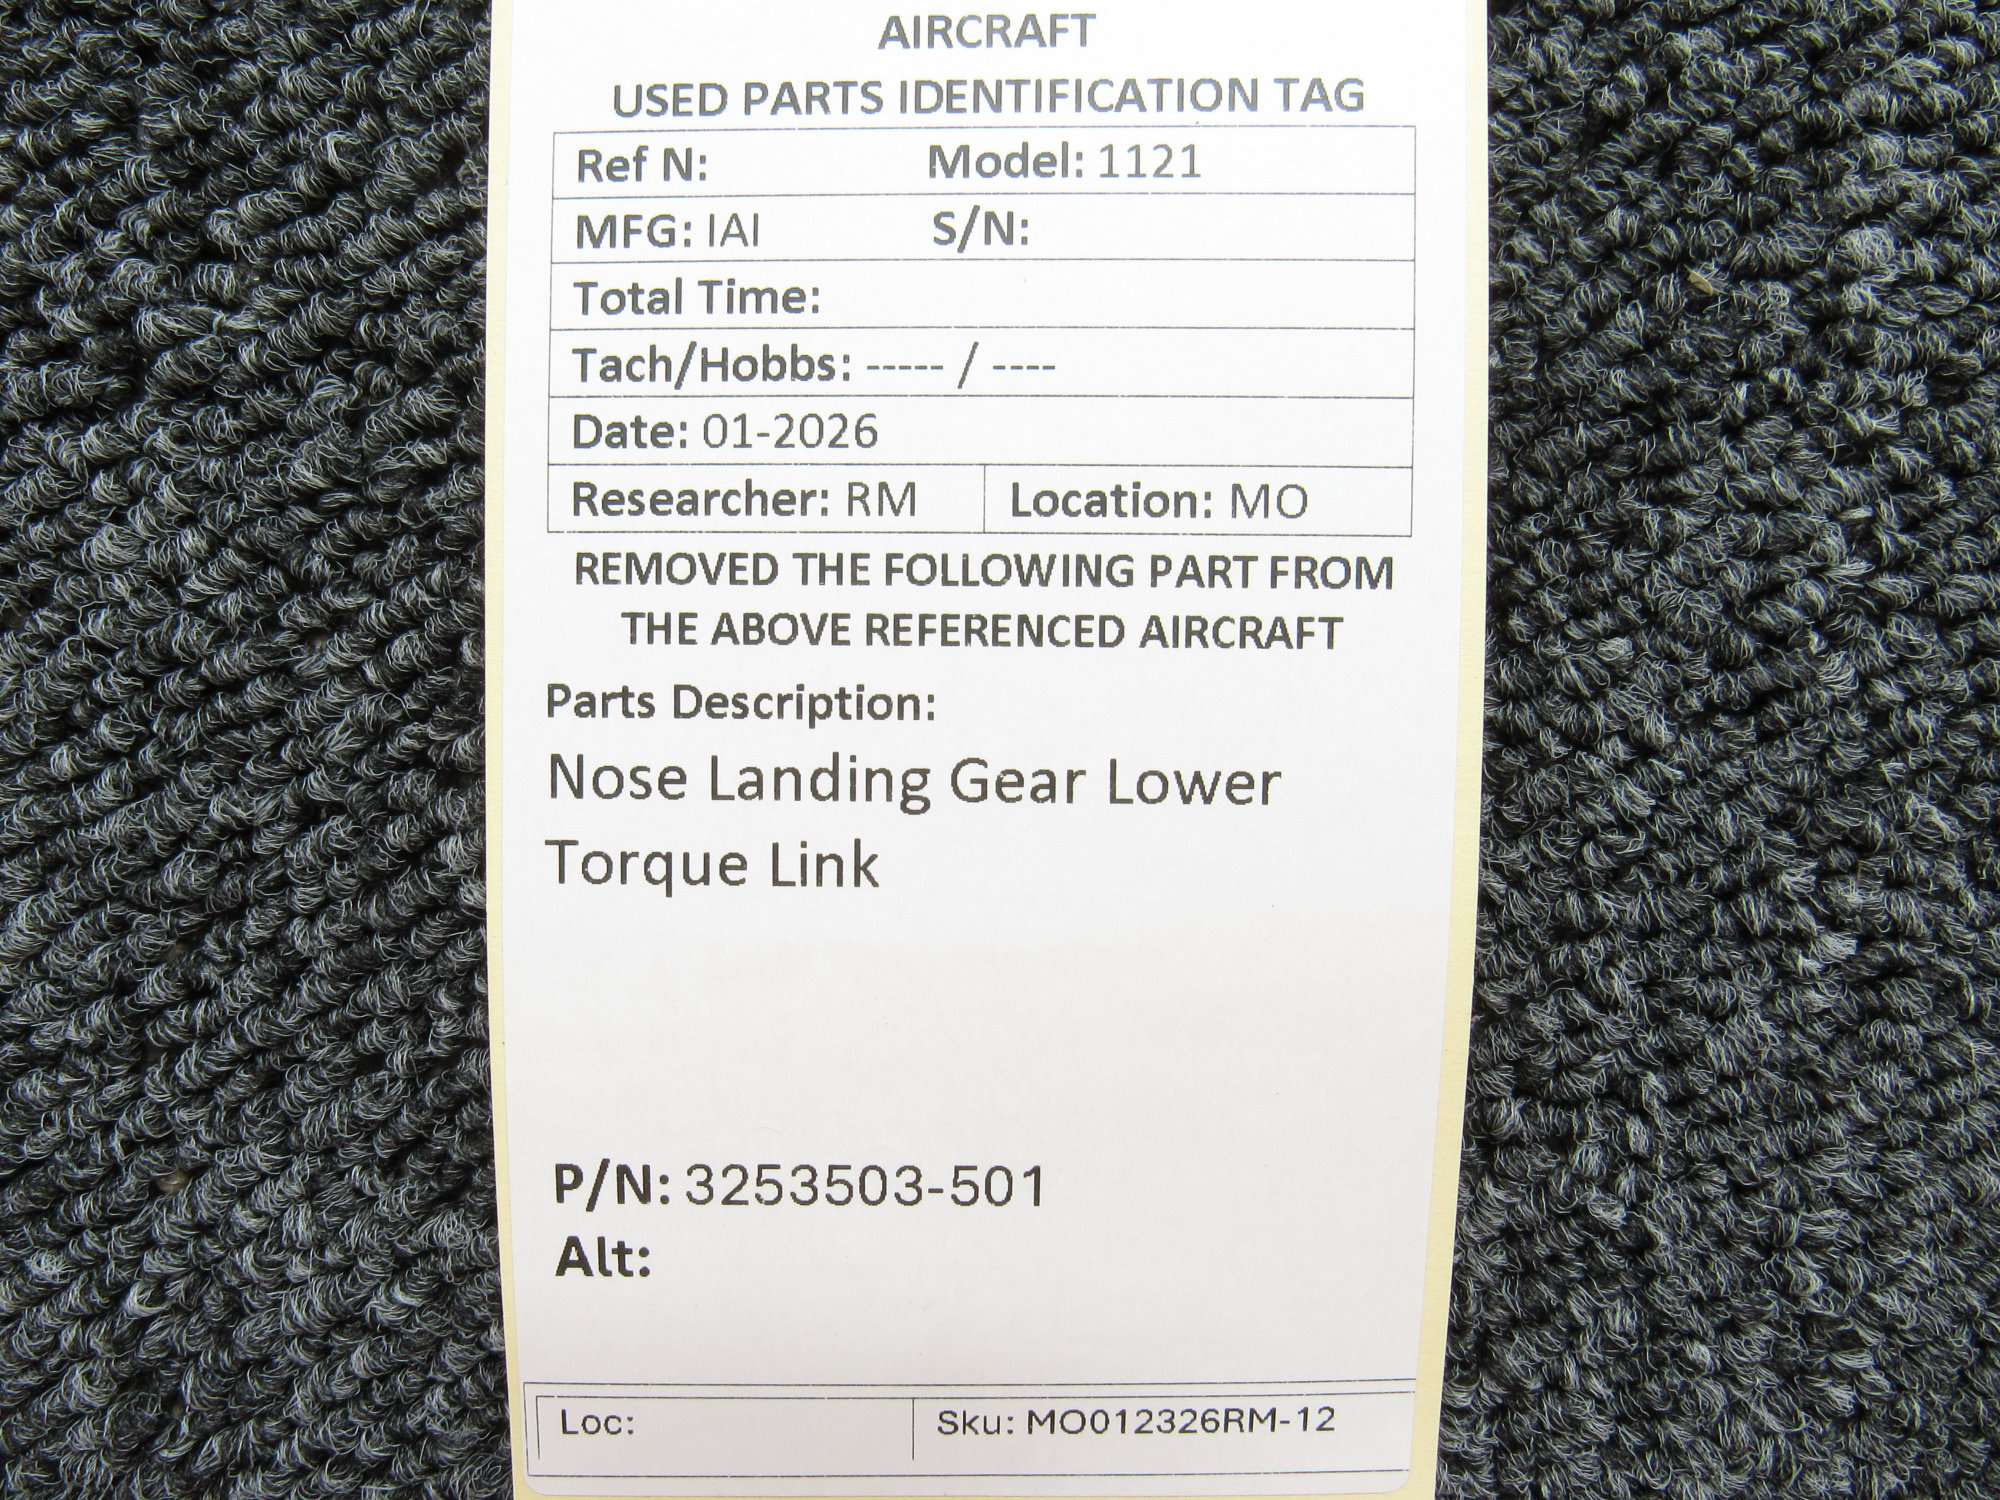 AIRCRAFT
USED PARTS IDENTIFICATION TAG
Ref N: Model: 1121
MFG: IAI S/N:
Total Time:
Tach/Hobbs: ----- / ----
Date: 01-2026
Researcher: RM Location: MO
REMOVED THE FOLLOWING PART FROM
THE ABOVE REFERENCED AIRCRAFT
Parts Description:
Nose Landing Gear Lower
Torque Link
P/N: 3253503-501
Alt:
Loc: Sku: MO012326RM-12